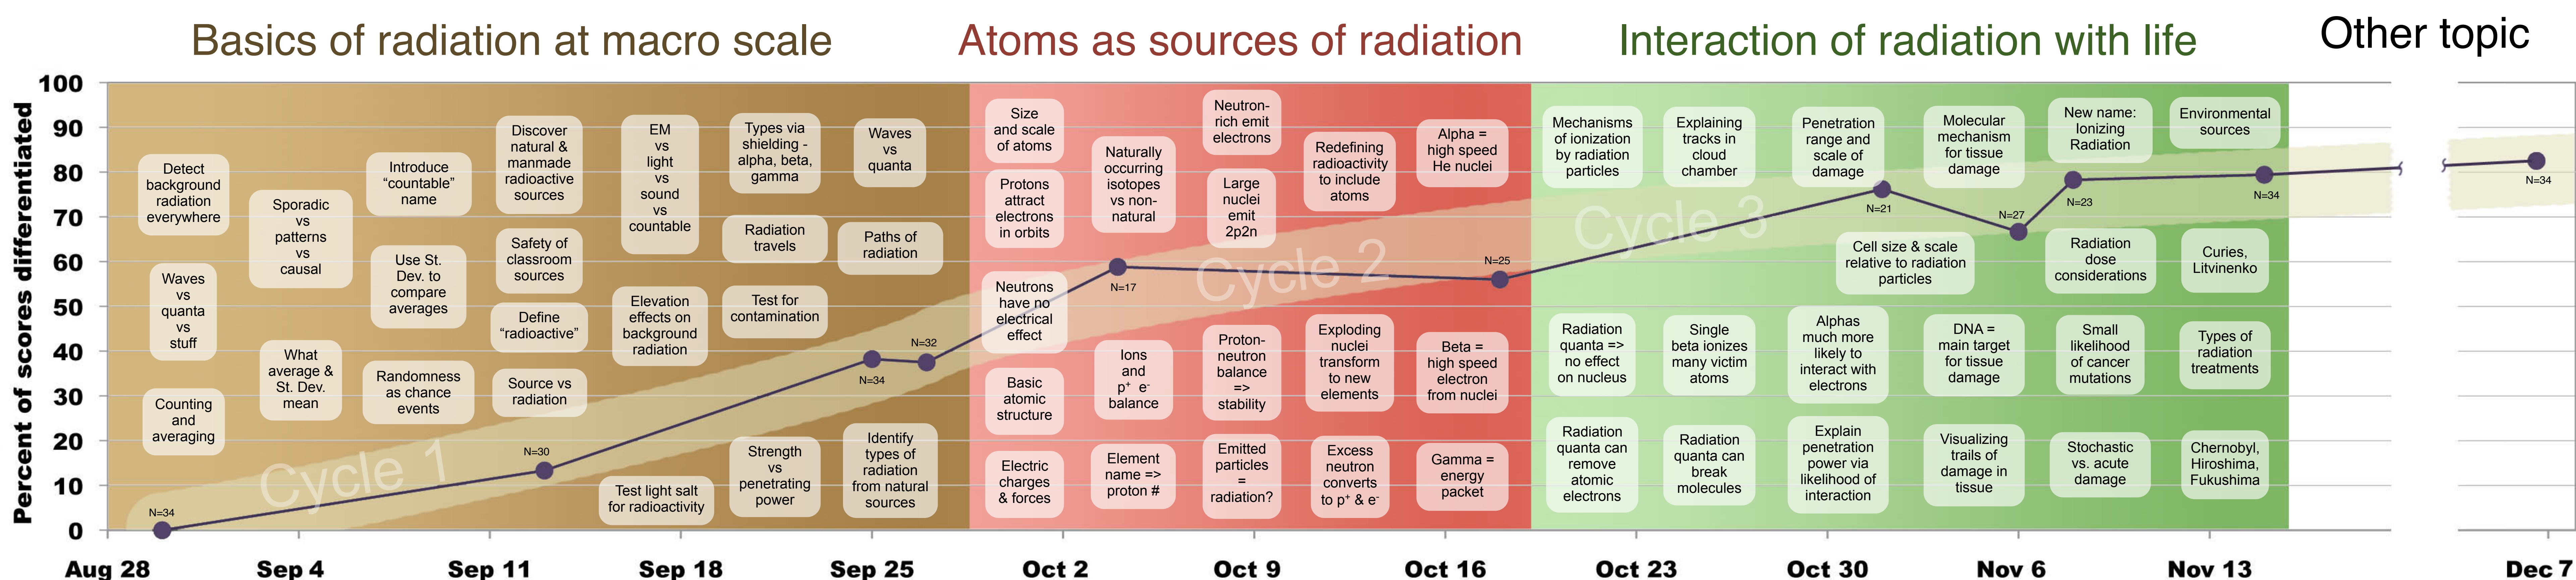 Basics of radiation at macro scale
Atoms as sources of radiation
Interaction of radiation with life
Other topic
Percent of scores differentiated
100
90
80
70
60
50
40
30
20
10
0
Detect
background
radiation
everywhere
Waves
vs
quanta
vs
stuff
Counting
and
averaging
Sporadic
vs
patterns
vs
causal
What
average &
St. Dev.
mean
Introduce
“countable”
name
Use St.
Dev. to
compare
averages
Randomness
as chance
events
Discover
natural &
manmade
radioactive
sources
Safety of
classroom
sources
Define
“radioactive”
Source vs
radiation
EM
vs
light
vs
sound
vs
countable
Elevation
effects on
background
radiation
Test light salt
for radioactivity
Types via
shielding -
alpha, beta,
gamma
Radiation
travels
Test for
contamination
Strength
vs
penetrating
power
Waves
vs
quanta
Paths of
radiation
Identify
types of
radiation
from natural
sources
Cycle 1
N=34
N=30
N=34
N=32
Size
and scale
of atoms
Protons
attract
electrons
in orbits
Neutrons
have no
electrical
effect
Basic
atomic
structure
Electric
charges
& forces
Naturally
occurring
isotopes
vs non-
natural
Ions
and
p+ e-
balance
Element
name =>
proton #
Neutron-
rich emit
electrons
Large
nuclei
emit
2p2n
Proton-
neutron
balance
=>
stability
Emitted
particles
=
radiation?
Redefining
radioactivity
to include
atoms
Exploding
nuclei
transform
to new
elements
Excess
neutron
converts
to p+ & e-
Alpha =
high speed
He nuclei
Beta =
high speed
electron
from nuclei
Gamma =
energy
packet
Cycle 2
N=17
N=25
Mechanisms
of ionization
by radiation
particles
Radiation
quanta =>
no effect
on nucleus
Radiation
quanta can
remove
atomic
electrons
Explaining
tracks in
cloud
chamber
Single
beta ionizes
many victim
atoms
Radiation
quanta can
break
molecules
Penetration
range and
scale of
damage
Cell size & scale
relative to radiation
particles
Alphas
much more
likely to
interact with
electrons
Explain
penetration
power via
likelihood of
interaction
Molecular
mechanism
for tissue
damage
DNA =
main target
for tissue
damage
Visualizing
trails of
damage in
tissue
New name:
Ionizing
Radiation
Radiation
dose
considerations
Small
likelihood
of cancer
mutations
Stochastic
vs. acute
damage
Environmental
sources
Curies,
Litvinenko
Types of
radiation
treatments
Chernobyl,
Hiroshima,
Fukushima
Cycle 3
N=21
N=27
N=23
N=34
N=34
Aug 28
Sep 4
Sep 11
Sep 18
Sep 25
Oct 2
Oct 9
Oct 16
Oct 23
Oct 30
Nov 6
Nov 13
Dec 7